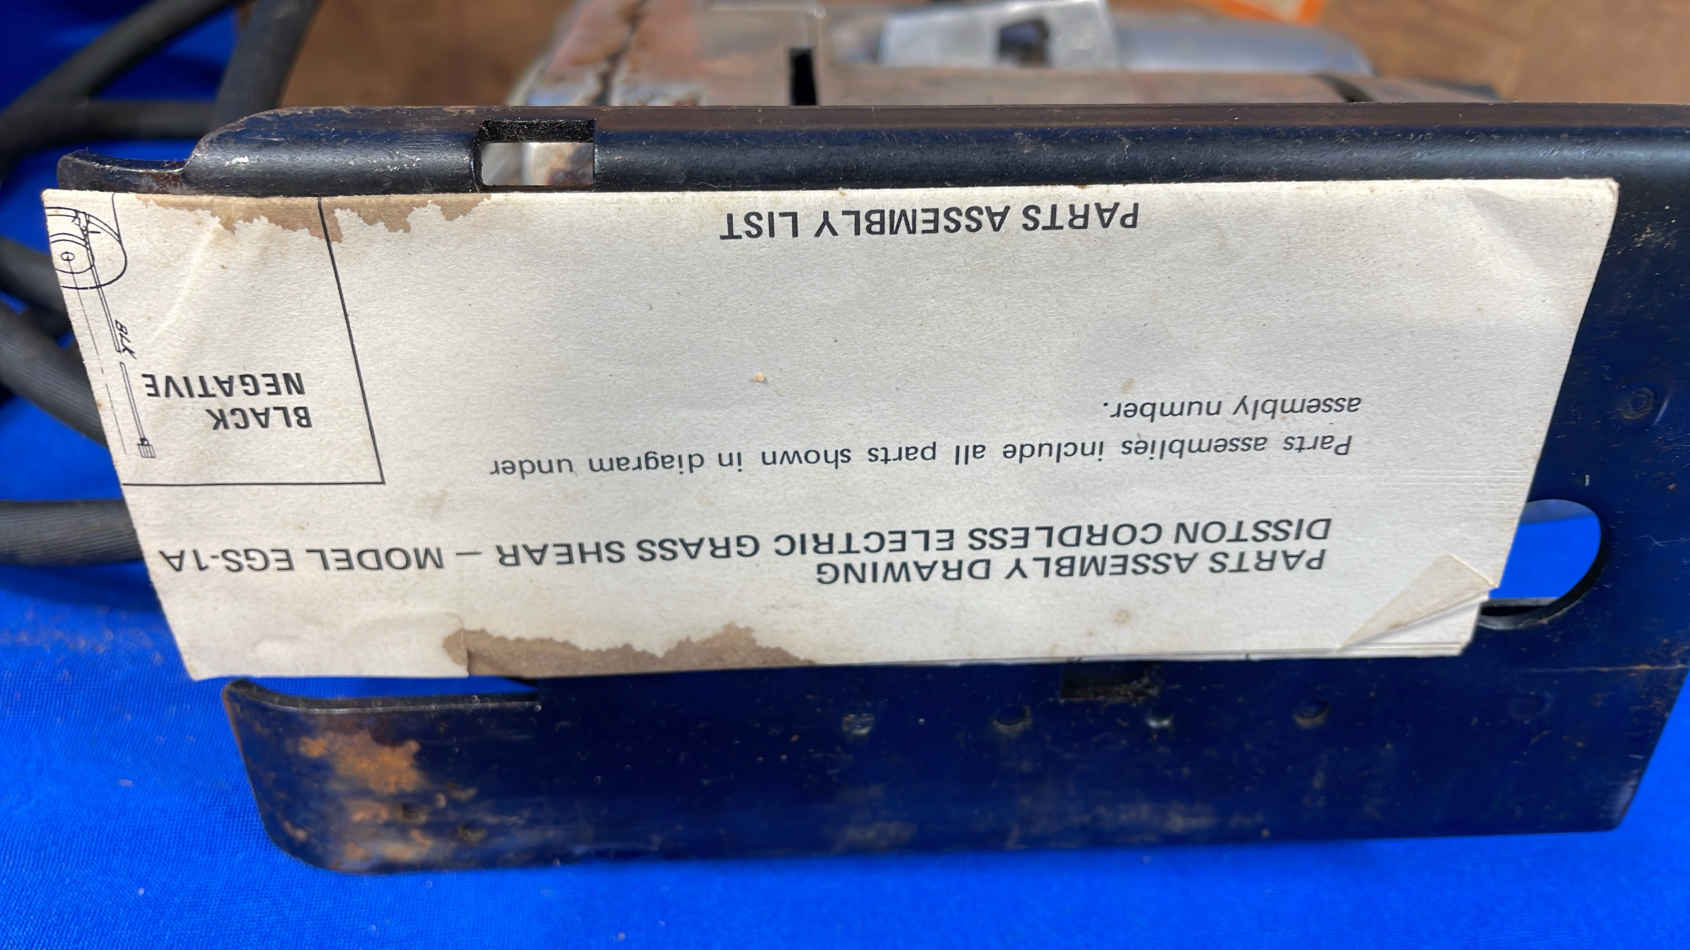 PARTS ASSEMBLY DRAWING
DISSTON CORDLESS ELECTRIC GRASS SHEAR — MODEL EGS-1A
Parts assemblies include all parts shown in diagram under
assembly number.
BLACK
NEGATIVE
BLK
PARTS ASSEMBLY LIST